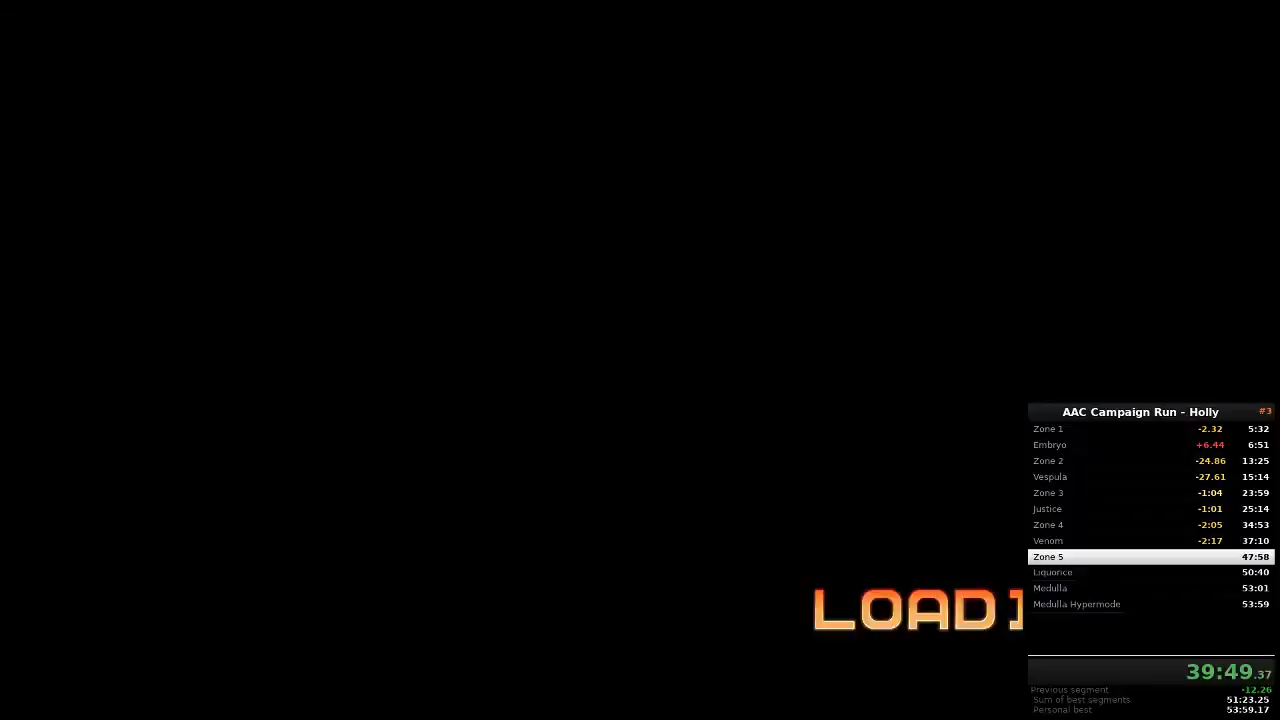 AAC Campaign Run - Holly #3
Zone 1 -2.32 5:32
Embryo +6.44 6:51
Zone 2 -24.86 13:25
Vespula -27.61 15:14
Zone 3 -1:04 23:59
Justice -1:01 25:14
Zone 4 -2:05 34:53
Venom -2:17 37:10
Zone 5 47:58
Liquorice 50:40
Medulla 53:01
Medulla Hypermode 53:59
LOADI
39:49.37
Previous segment -12.26
Sum of best segments 51:23.25
Personal best 53:59.17